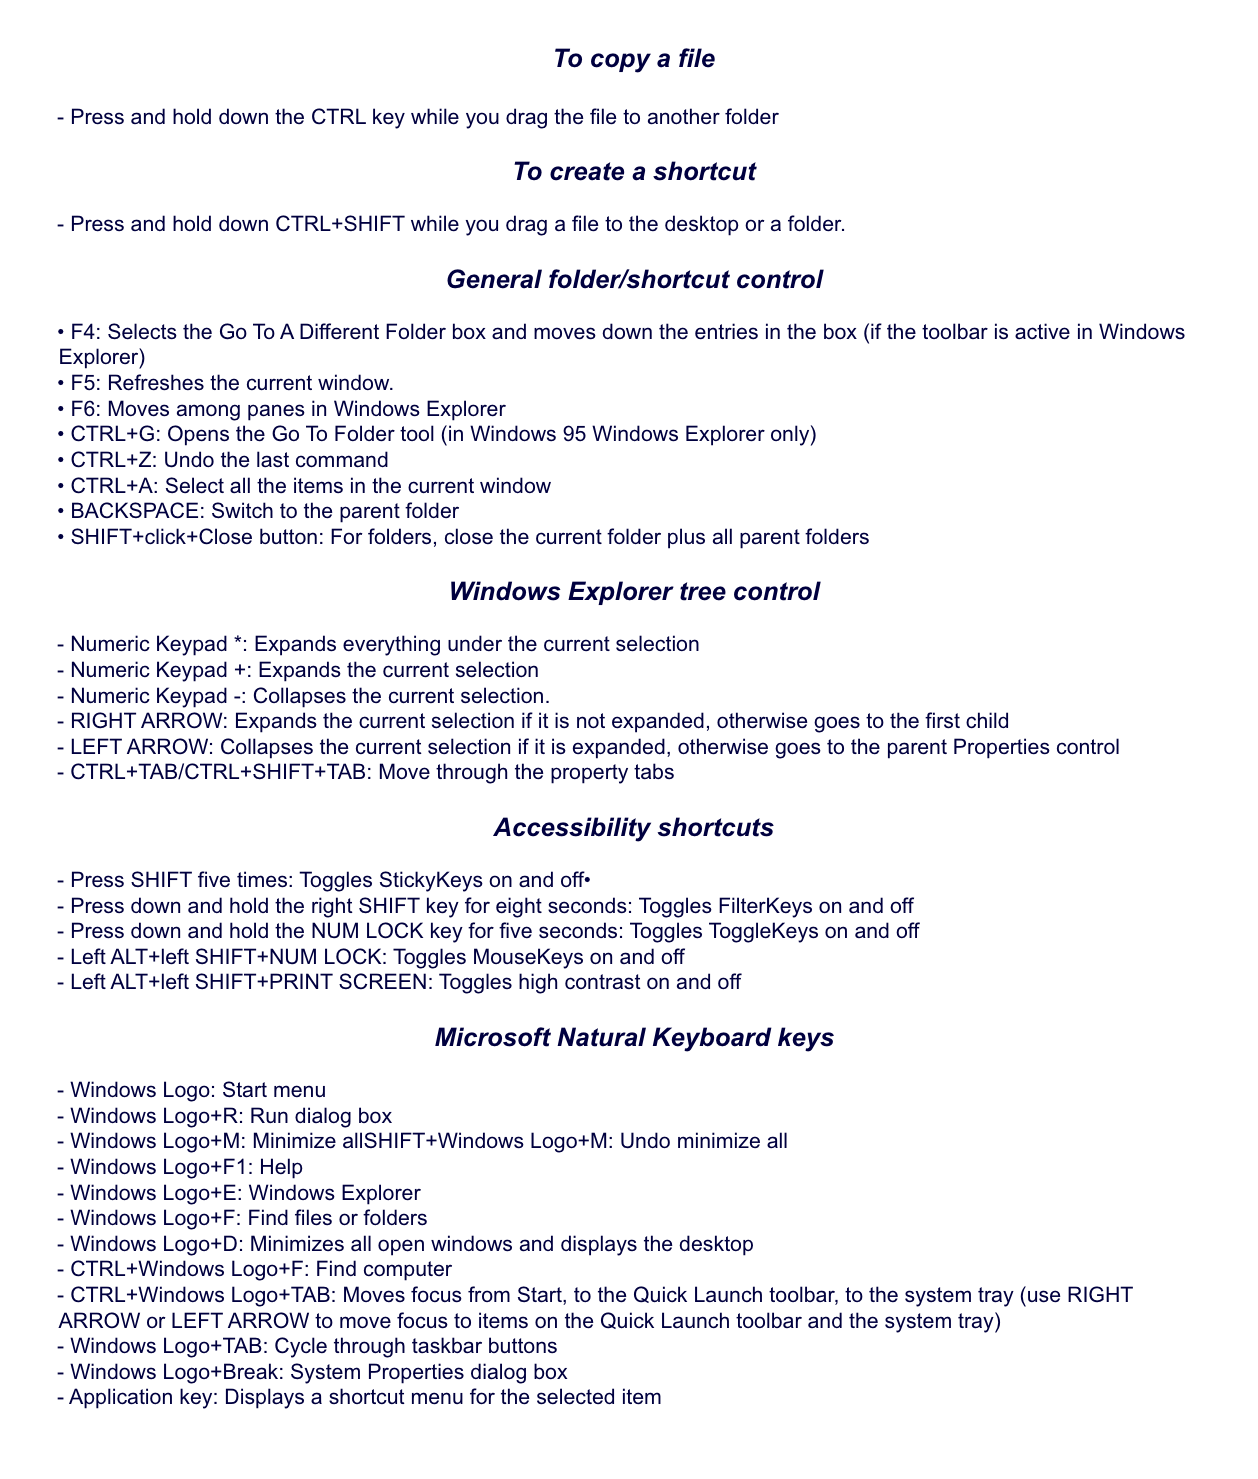 To copy a file
- Press and hold down the CTRL key while you drag the file to another folder
To create a shortcut
- Press and hold down CTRL+SHIFT while you drag a file to the desktop or a folder.
General folder/shortcut control
• F4: Selects the Go To A Different Folder box and moves down the entries in the box (if the toolbar is active in Windows
Explorer)
• F5: Refreshes the current window.
• F6: Moves among panes in Windows Explorer
• CTRL+G: Opens the Go To Folder tool (in Windows 95 Windows Explorer only)
• CTRL+Z: Undo the last command
• CTRL+A: Select all the items in the current window
• BACKSPACE: Switch to the parent folder
• SHIFT+click+Close button: For folders, close the current folder plus all parent folders
Windows Explorer tree control
- Numeric Keypad *: Expands everything under the current selection
- Numeric Keypad +: Expands the current selection
- Numeric Keypad -: Collapses the current selection.
- RIGHT ARROW: Expands the current selection if it is not expanded, otherwise goes to the first child
- LEFT ARROW: Collapses the current selection if it is expanded, otherwise goes to the parent Properties control
- CTRL+TAB/CTRL+SHIFT+TAB: Move through the property tabs
Accessibility shortcuts
- Press SHIFT five times: Toggles StickyKeys on and off•
- Press down and hold the right SHIFT key for eight seconds: Toggles FilterKeys on and off
- Press down and hold the NUM LOCK key for five seconds: Toggles ToggleKeys on and off
- Left ALT+left SHIFT+NUM LOCK: Toggles MouseKeys on and off
- Left ALT+left SHIFT+PRINT SCREEN: Toggles high contrast on and off
Microsoft Natural Keyboard keys
- Windows Logo: Start menu
- Windows Logo+R: Run dialog box
- Windows Logo+M: Minimize allSHIFT+Windows Logo+M: Undo minimize all
- Windows Logo+F1: Help
- Windows Logo+E: Windows Explorer
- Windows Logo+F: Find files or folders
- Windows Logo+D: Minimizes all open windows and displays the desktop
- CTRL+Windows Logo+F: Find computer
- CTRL+Windows Logo+TAB: Moves focus from Start, to the Quick Launch toolbar, to the system tray (use RIGHT
ARROW or LEFT ARROW to move focus to items on the Quick Launch toolbar and the system tray)
- Windows Logo+TAB: Cycle through taskbar buttons
- Windows Logo+Break: System Properties dialog box
- Application key: Displays a shortcut menu for the selected item